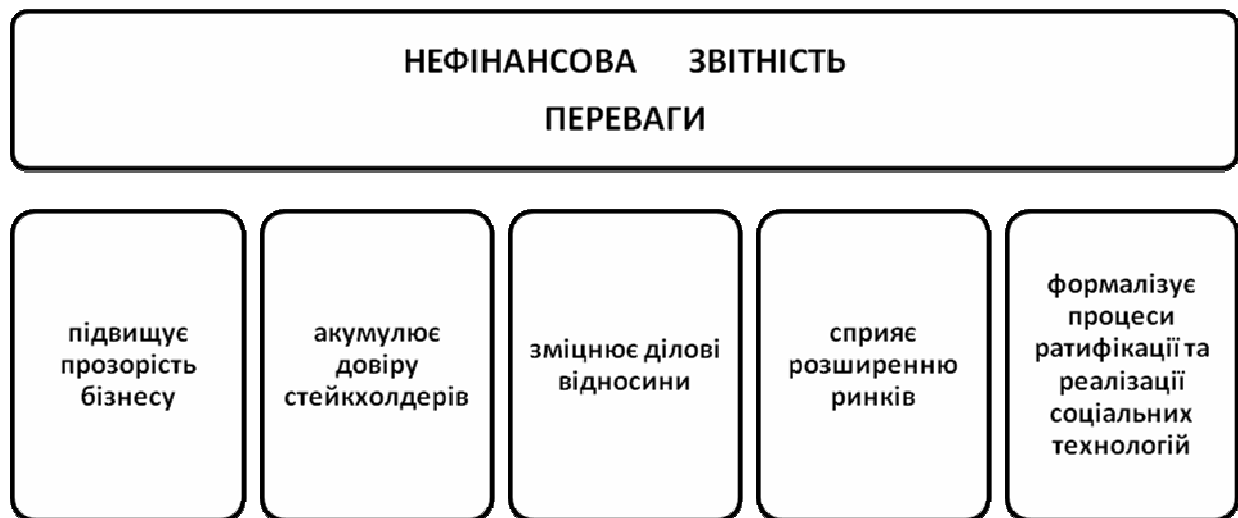 НЕФІНАНСОВА ЗВІТНІСТЬ
ПЕРЕВАГИ
підвищує
прозорість
бізнесу
акумулює
довіру
стейкхолдерів
зміцнює ділові
відносини
сприяє
розширенню
ринків
формалізує
процеси
ратифікації та
реалізації
соціальних
технологій